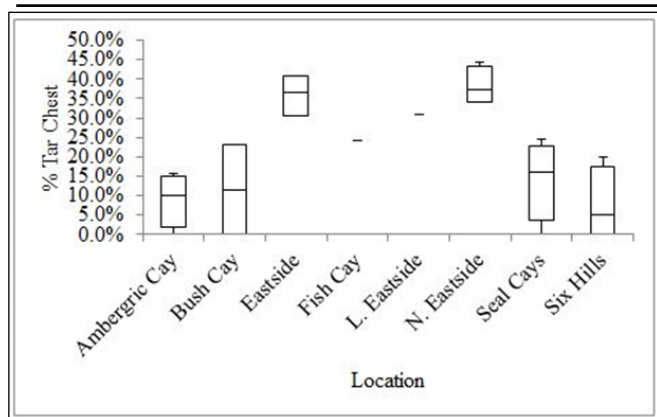 50.0%
45.0%
40.0%
35.0%
30.0%
25.0%
20.0%
15.0%
10.0%
5.0%
0.0%
% Tar Chest
Ambergric Cay
Bush Cay
Eastside
Fish Cay
L. Eastside
N. Eastside
Seal Cays
Six Hills
Location